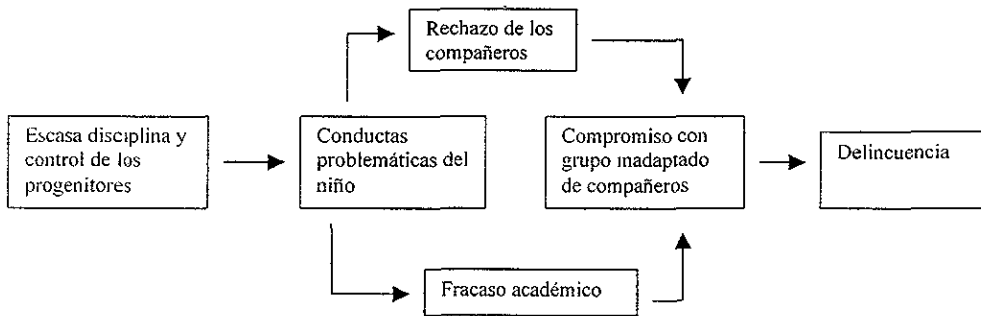 Rechazo de los
compañeros
Escasa disciplina y
control de los
progenitores
Conductas
problemáticas del
niño
Compromiso con
grupo inadaptado
de compañeros
Delincuencia
Fracaso académico